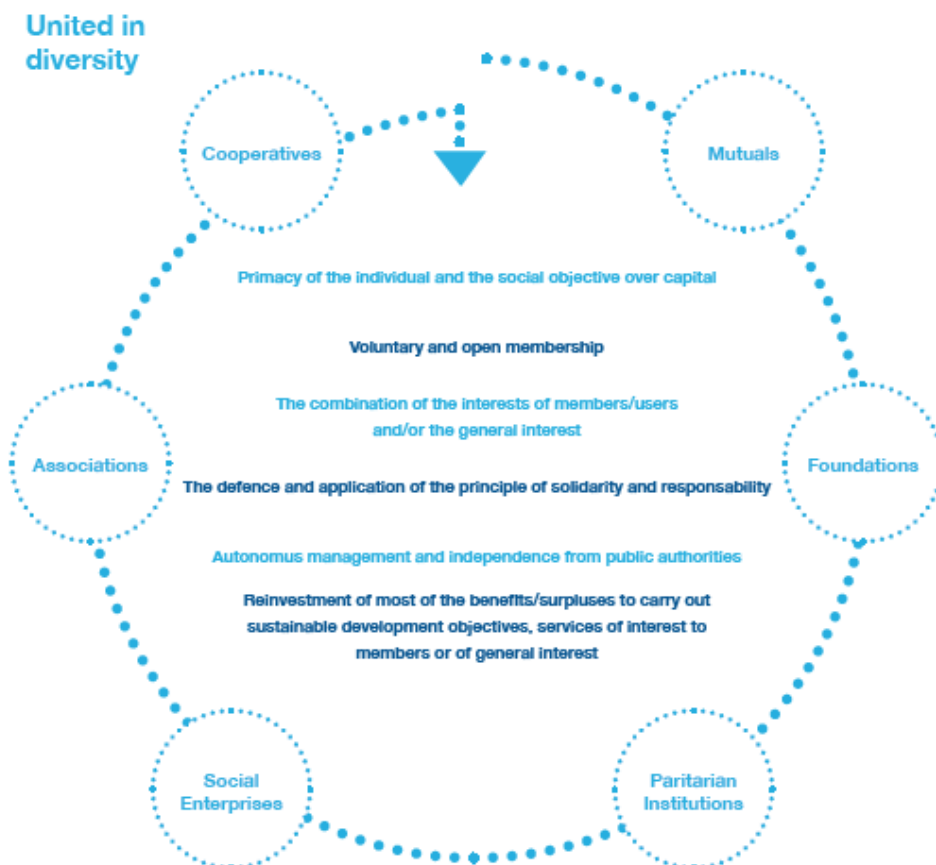 United in
diversity
Cooperatives
Mutuals
Primacy of the individual and the social objective over capital
Voluntary and open membership
The combination of the interests of members/users
and/or the general interest
Associations
Foundations
The defence and application of the principle of solidarity and responsability
Autonomus management and independence from public authorities
Reinvestment of most of the benefits/surpluses to carry out
sustainable development objectives, services of interest to
members or of general interest
Social
Enterprises
Paritarian
Institutions